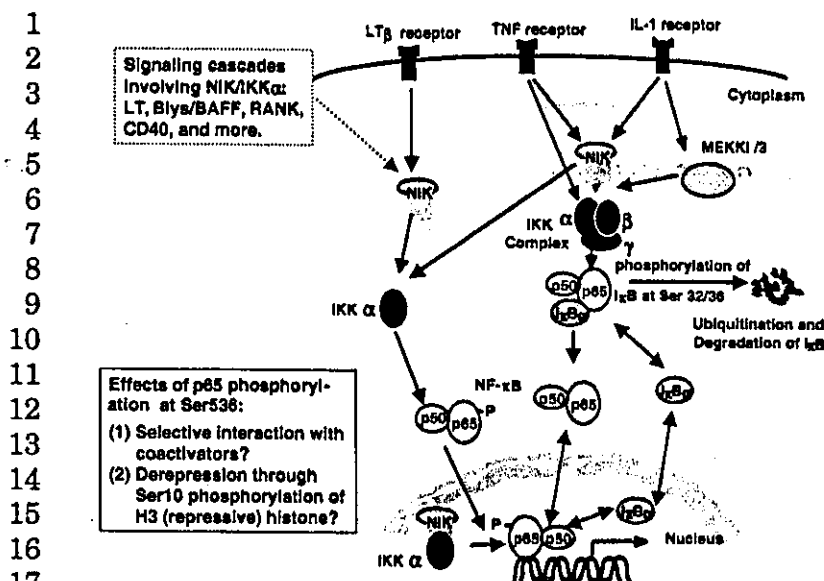 1
2
3
4
5
6
7
8
9
10
11
12
13
14
15
16
17
LTβ receptor
TNF receptor
IL-1 receptor
Signaling cascades
involving NIK/IKKα:
LT, Blys/BAFF, RANK,
CD40, and more.
Cytoplasm
MEKKI /3
NIK
NIK
IKK α β
Complex γ
p50 p65
IκBα
phosphorylation of
IκB at Ser 32/36
Ubiquitination and
Degradation of IκB
IKK α
Effects of p65 phosphoryl-
ation at Ser536:
(1) Selective interaction with
coactivators?
(2) Derepression through
Ser10 phosphorylation of
H3 (repressive) histone?
NF-κB
p50 p65 P
p50 p65
IκBα
NIK
IKK α
P
p65 p50
IκBα
Nucleus